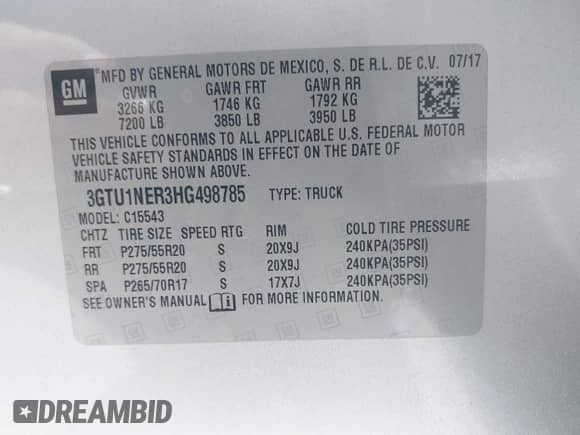 GM
MFD BY GENERAL MOTORS DE MEXICO, S. DE R.L. DE C.V. 07/17
GVWR GAWR FRT GAWR RR
3266 KG 1746 KG 1792 KG
7200 LB 3850 LB 3950 LB
THIS VEHICLE CONFORMS TO ALL APPLICABLE U.S. FEDERAL MOTOR
VEHICLE SAFETY STANDARDS IN EFFECT ON THE DATE OF
MANUFACTURE SHOWN ABOVE.
3GTU1NER3HG498785 TYPE: TRUCK
MODEL: C15543
CHTZ TIRE SIZE SPEED RTG RIM COLD TIRE PRESSURE
FRT P275/55R20 S 20X9J 240KPA(35PSI)
RR P275/55R20 S 20X9J 240KPA(35PSI)
SPA P265/70R17 S 17X7J 240KPA(35PSI)
SEE OWNER'S MANUAL FOR MORE INFORMATION.
DREAMBID